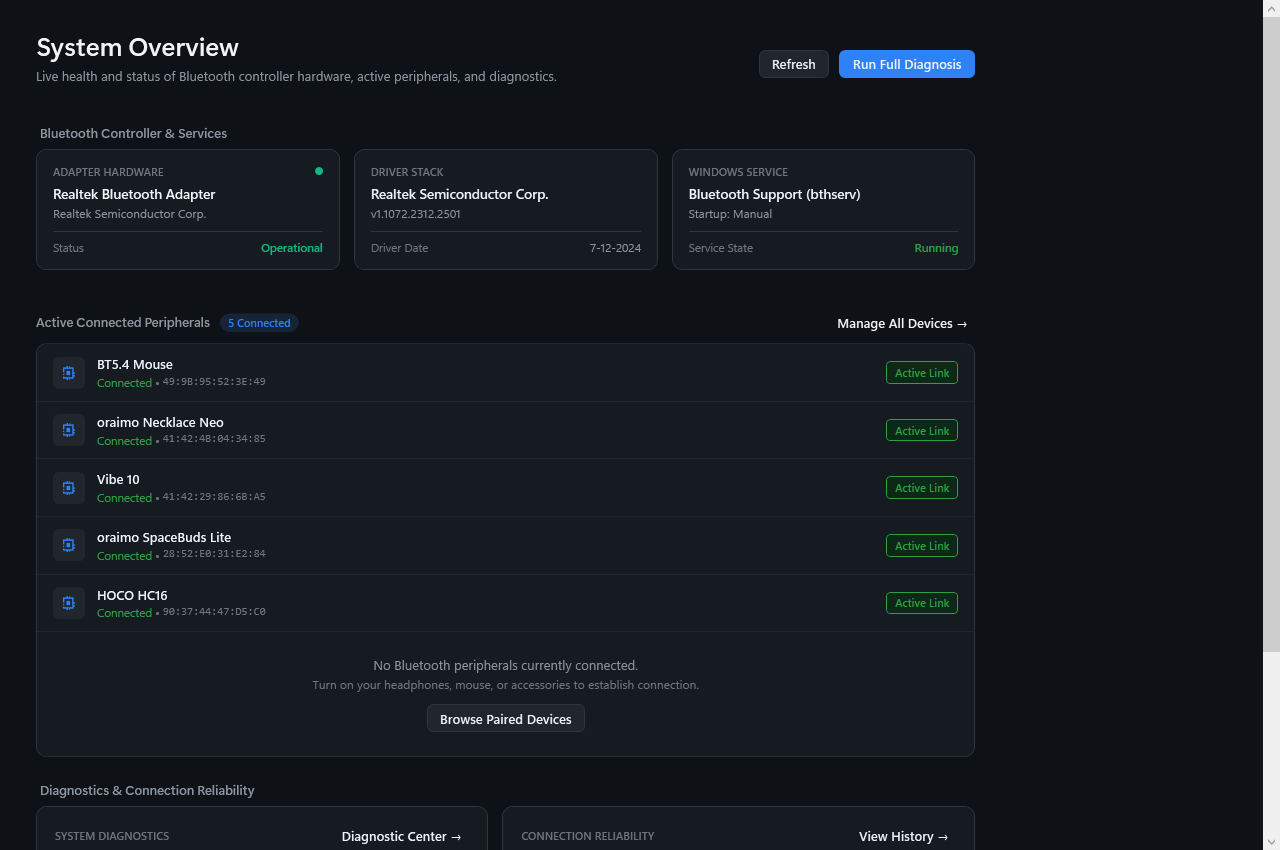 System Overview
Live health and status of Bluetooth controller hardware, active peripherals, and diagnostics.
Refresh
Run Full Diagnosis
Bluetooth Controller & Services
ADAPTER HARDWARE
Realtek Bluetooth Adapter
Realtek Semiconductor Corp.
Status
Operational
DRIVER STACK
Realtek Semiconductor Corp.
v1.1072.2312.2501
Driver Date
7-12-2024
WINDOWS SERVICE
Bluetooth Support (bthserv)
Startup: Manual
Service State
Running
Active Connected Peripherals
5 Connected
Manage All Devices →
BT5.4 Mouse
Connected • 49:9B:95:52:3E:49
Active Link
oraimo Necklace Neo
Connected • 41:42:4B:04:34:85
Active Link
Vibe 10
Connected • 41:42:29:86:6B:A5
Active Link
oraimo SpaceBuds Lite
Connected • 28:52:E0:31:E2:84
Active Link
HOCO HC16
Connected • 90:37:44:47:D5:C0
Active Link
No Bluetooth peripherals currently connected.
Turn on your headphones, mouse, or accessories to establish connection.
Browse Paired Devices
Diagnostics & Connection Reliability
SYSTEM DIAGNOSTICS
Diagnostic Center →
CONNECTION RELIABILITY
View History →